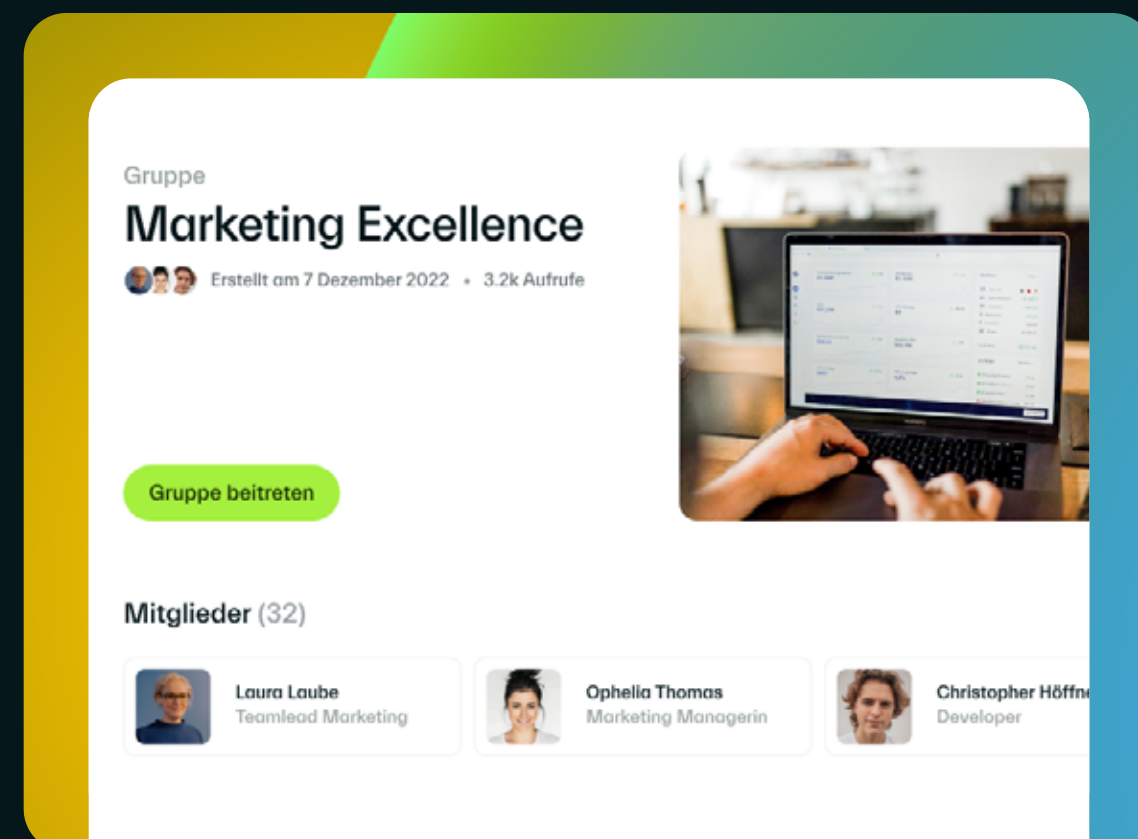 Gruppe
Marketing Excellence
Erstellt am 7 Dezember 2022 • 3.2k Aufrufe
Gruppe beitreten
Mitglieder (32)
Laura Laube
Teamlead Marketing
Ophelia Thomas
Marketing Managerin
Christopher Höffne
Developer